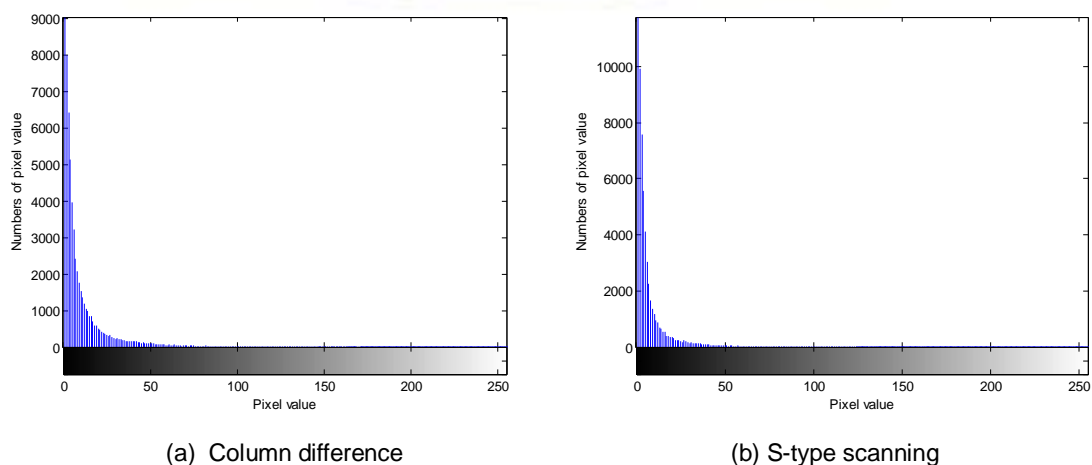 9000
8000
7000
6000
5000
4000
3000
2000
1000
0
Numbers of pixel value
0 50 100 150 200 250
Pixel value
(a) Column difference
10000
8000
6000
4000
2000
0
Numbers of pixel value
0 50 100 150 200 250
Pixel value
(b) S-type scanning